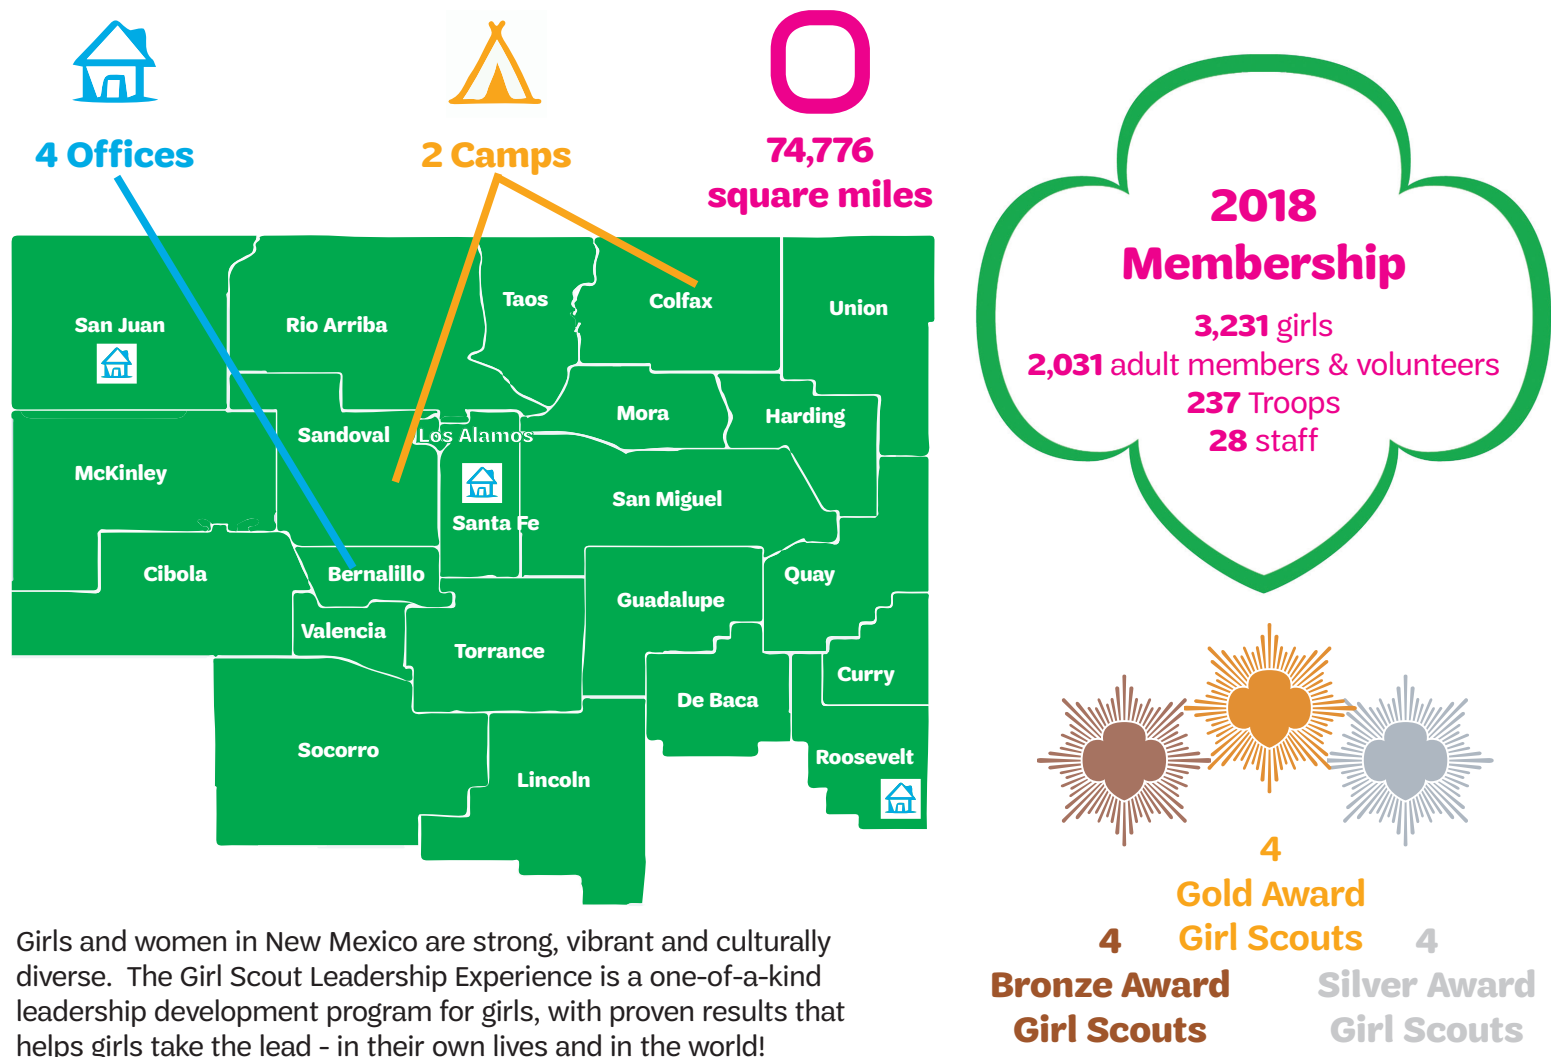 4 Offices
2 Camps
74,776
square miles
2018
Membership
3,231 girls
2,031 adult members & volunteers
237 Troops
28 staff
San Juan
Rio Arriba
Taos
Colfax
Union
McKinley
Sandoval
Los Alamos
Mora
Harding
Santa Fe
San Miguel
Cibola
Bernalillo
Quay
Guadalupe
Valencia
Torrance
Curry
De Baca
Socorro
Lincoln
Roosevelt
4
Gold Award
Girl Scouts
4
Bronze Award
Girl Scouts
4
Silver Award
Girl Scouts
Girls and women in New Mexico are strong, vibrant and culturally
diverse.  The Girl Scout Leadership Experience is a one-of-a-kind
leadership development program for girls, with proven results that
helps girls take the lead - in their own lives and in the world!